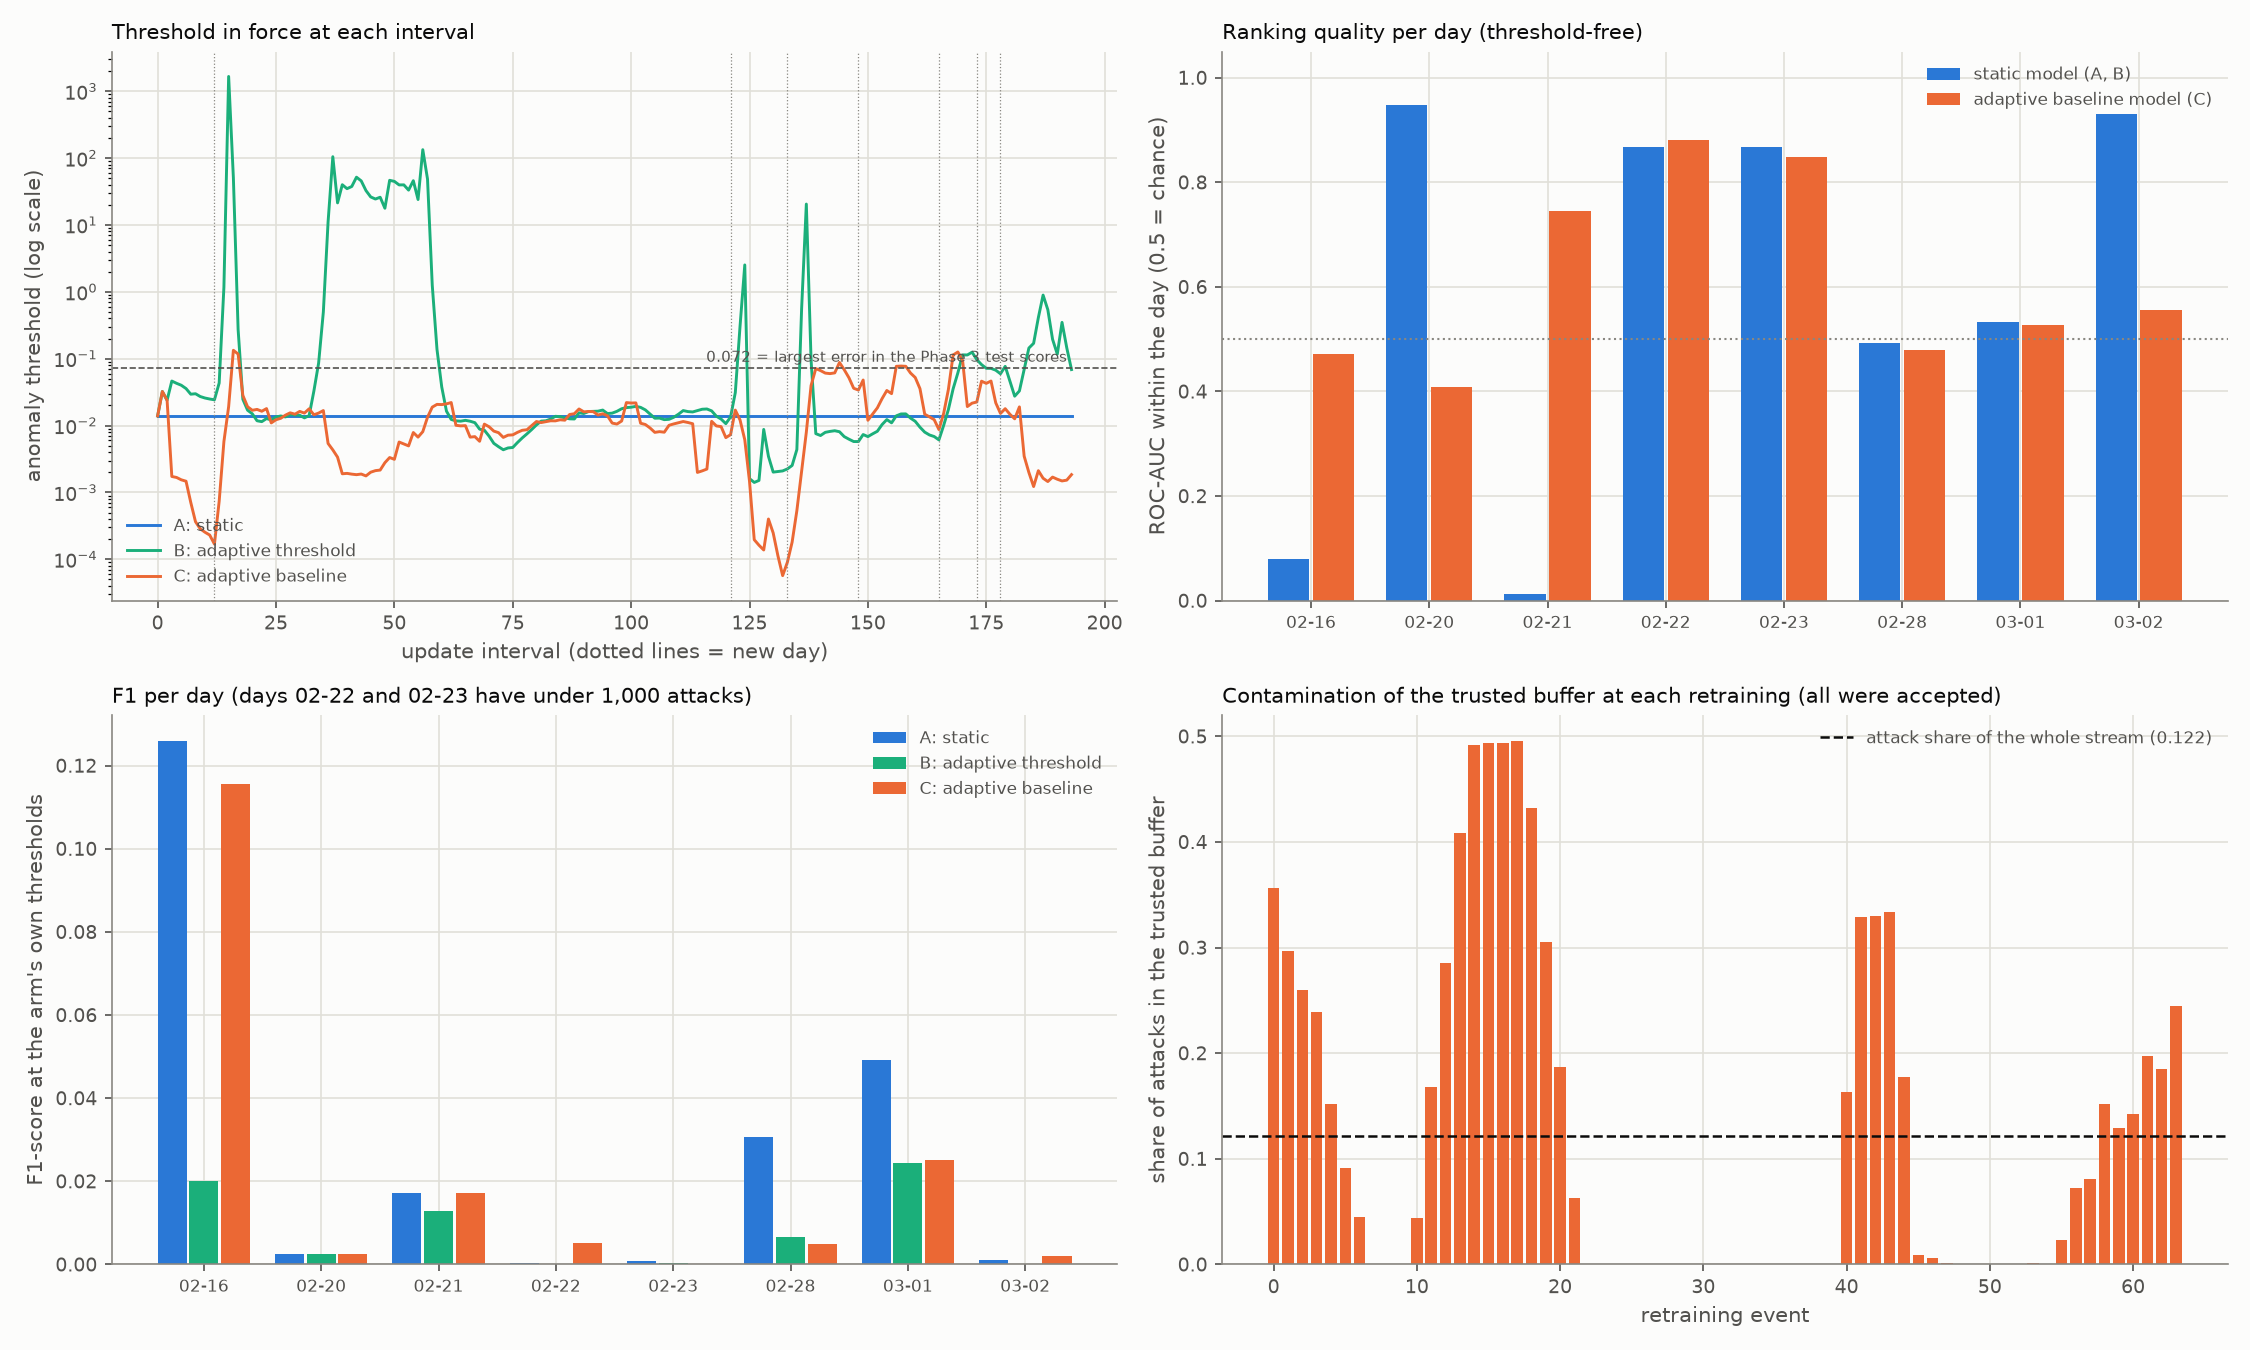 Threshold in force at each interval
anomaly threshold (log scale)
10³
10²
10¹
10⁰
10⁻¹
10⁻²
10⁻³
10⁻⁴
0.072 = largest error in the Phase 3 test scores
A: static
B: adaptive threshold
C: adaptive baseline
0 25 50 75 100 125 150 175 200
update interval (dotted lines = new day)
Ranking quality per day (threshold-free)
ROC-AUC within the day (0.5 = chance)
1.0
0.8
0.6
0.4
0.2
0.0
static model (A, B)
adaptive baseline model (C)
02-16 02-20 02-21 02-22 02-23 02-28 03-01 03-02
F1 per day (days 02-22 and 02-23 have under 1,000 attacks)
F1-score at the arm's own thresholds
0.12
0.10
0.08
0.06
0.04
0.02
0.00
A: static
B: adaptive threshold
C: adaptive baseline
02-16 02-20 02-21 02-22 02-23 02-28 03-01 03-02
Contamination of the trusted buffer at each retraining (all were accepted)
share of attacks in the trusted buffer
0.5
0.4
0.3
0.2
0.1
0.0
attack share of the whole stream (0.122)
0 10 20 30 40 50 60
retraining event